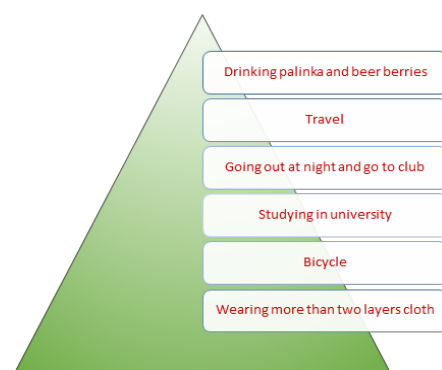 Drinking palinka and beer berries
Travel
Going out at night and go to club
Studying in university
Bicycle
Wearing more than two layers cloth